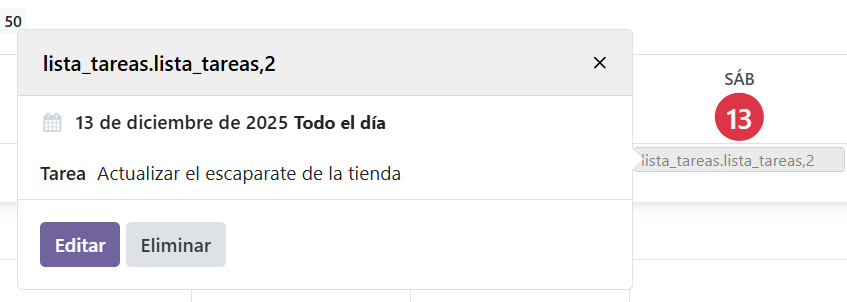 50
lista_tareas.lista_tareas,2
13 de diciembre de 2025 Todo el día
Tarea Actualizar el escaparate de la tienda
Editar Eliminar
SÁB
13
lista_tareas.lista_tareas,2